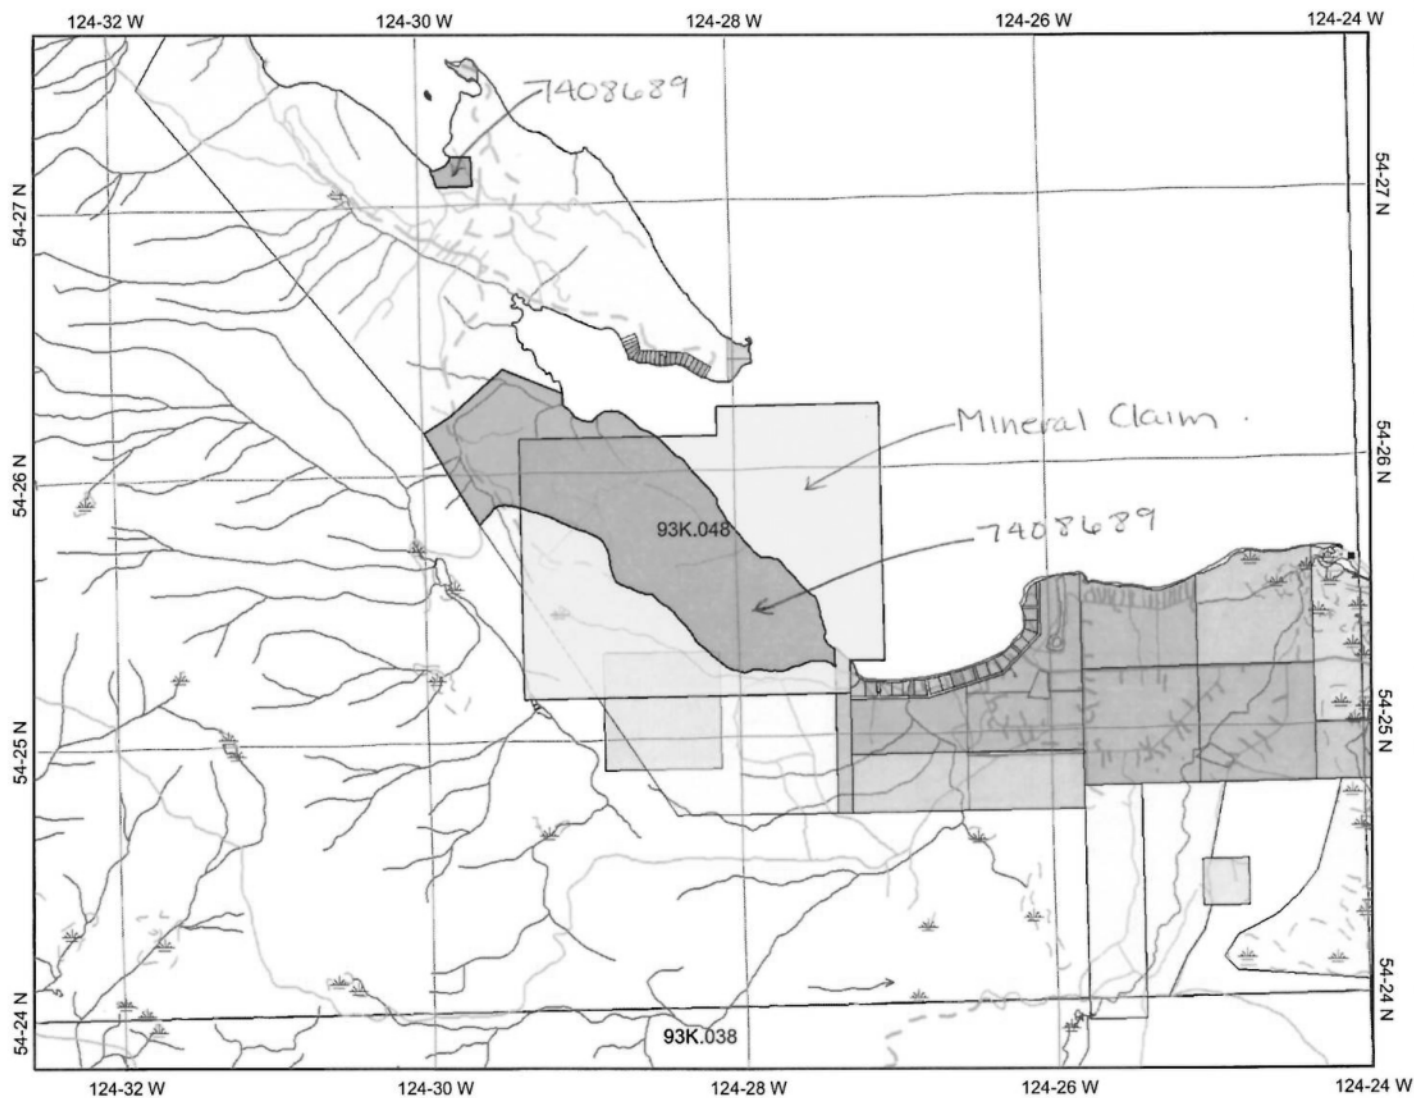 124-32 W 124-30 W 124-28 W 124-26 W 124-24 W
7408689
54-27 N 54-27 N
Mineral Claim .
54-26 N 54-26 N
93K.048
7408689
54-25 N 54-25 N
54-24 N 54-24 N
93K.038
124-32 W 124-30 W 124-28 W 124-26 W 124-24 W